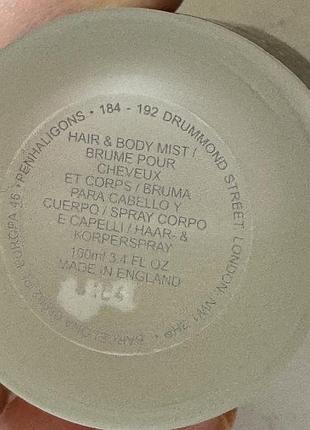 PENHALIGONS • 184 - 192 DRUMMOND STREET, LONDON, NW1 3HP •
HAIR & BODY MIST /
BRUME POUR
CHEVEUX
ET CORPS / BRUMA
PARA CABELLO Y
CUERPO / SPRAY CORPO
E CAPELLI / HAAR- &
KORPERSPRAY
100ml 3.4 FL OZ
MADE IN ENGLAND